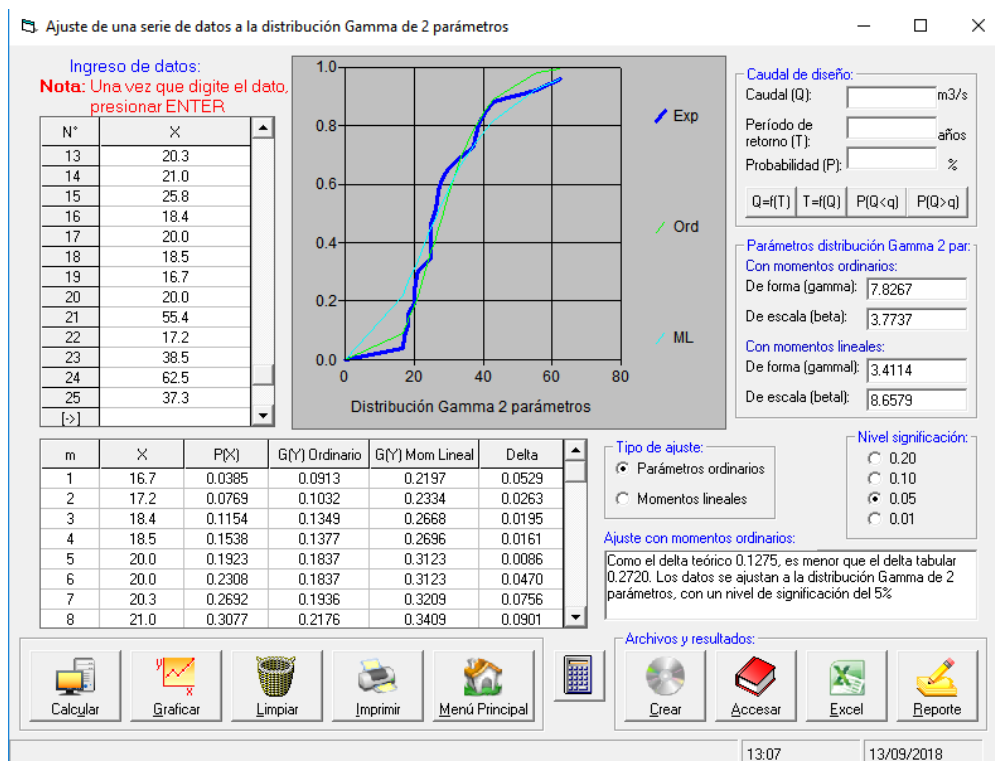 Ajuste de una serie de datos a la distribución Gamma de 2 parámetros
Ingreso de datos:
Nota: Una vez que digite el dato,
presionar ENTER
N° X
13 20.3
14 21.0
15 25.8
16 18.4
17 20.0
18 18.5
19 16.7
20 20.0
21 55.4
22 17.2
23 38.5
24 62.5
25 37.3
[->]
1.0
0.8
0.6
0.4
0.2
0.0
0 20 40 60 80
Distribución Gamma 2 parámetros
Exp
Ord
ML
Caudal de diseño:
Caudal (Q): m3/s
Período de
retorno (T): años
Probabilidad (P): %
Q=f(T) T=f(Q) P(Q<q) P(Q>q)
Parámetros distribución Gamma 2 par:
Con momentos ordinarios:
De forma (gamma): 7.8267
De escala (beta): 3.7737
Con momentos lineales:
De forma (gammal): 3.4114
De escala (betal): 8.6579
m X P(X) G(Y) Ordinario G(Y) Mom Lineal Delta
1 16.7 0.0385 0.0913 0.2197 0.0529
2 17.2 0.0769 0.1032 0.2334 0.0263
3 18.4 0.1154 0.1349 0.2668 0.0195
4 18.5 0.1538 0.1377 0.2696 0.0161
5 20.0 0.1923 0.1837 0.3123 0.0086
6 20.0 0.2308 0.1837 0.3123 0.0470
7 20.3 0.2692 0.1936 0.3209 0.0756
8 21.0 0.3077 0.2176 0.3409 0.0901
Tipo de ajuste:
Parámetros ordinarios
Momentos lineales
Nivel significación:
0.20
0.10
0.05
0.01
Ajuste con momentos ordinarios:
Como el delta teórico 0.1275, es menor que el delta tabular
0.2720. Los datos se ajustan a la distribución Gamma de 2
parámetros, con un nivel de significación del 5%
Calcular Graficar Limpiar Imprimir Menú Principal
Archivos y resultados:
Crear Accesar Excel Reporte
13:07 13/09/2018